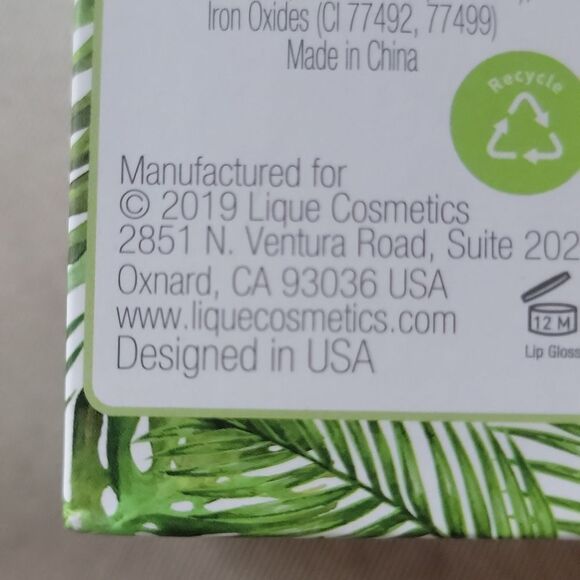 Iron Oxides (CI 77492, 77499)
Made in China
Recycle
Manufactured for
© 2019 Lique Cosmetics
2851 N. Ventura Road, Suite 202
Oxnard, CA 93036 USA
www.liquecosmetics.com
Designed in USA
12 M
Lip Gloss